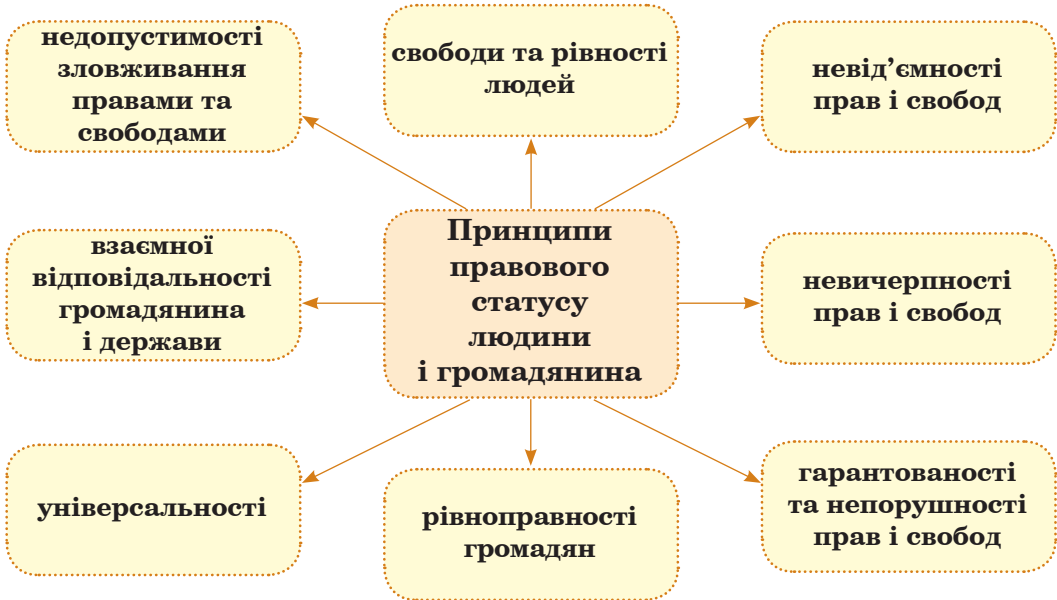 недопустимості
зловживання
правами та
свободами
свободи та рівності
людей
невід’ємності
прав і свобод
взаємної
відповідальності
громадянина
і держави
Принципи
правового
статусу
людини
і громадянина
невичерпності
прав і свобод
універсальності
рівноправності
громадян
гарантованості
та непорушності
прав і свобод